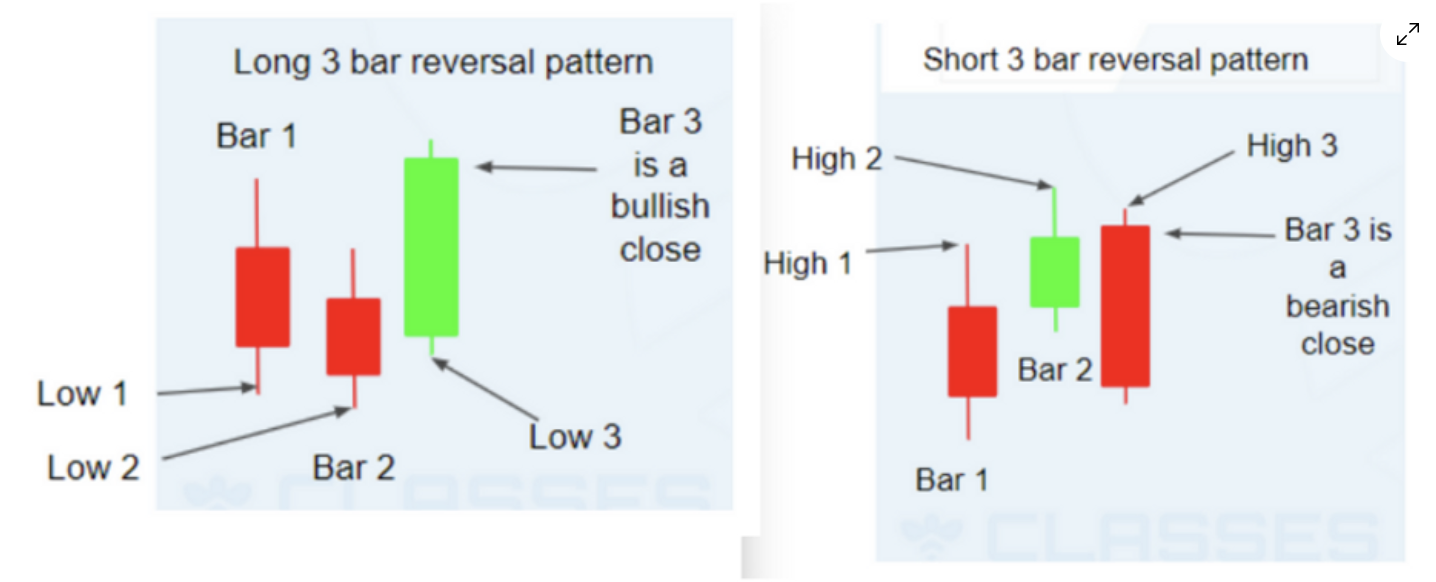 Long 3 bar reversal pattern
Bar 1
Bar 3
is a
bullish
close
Low 1
Low 2
Bar 2
Low 3
CLASSES
Short 3 bar reversal pattern
High 2
High 3
High 1
Bar 3 is
a
bearish
close
Bar 2
Bar 1
CLASSES